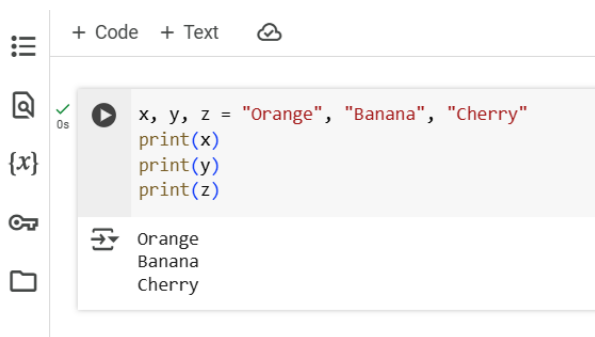 + Code + Text
x, y, z = "Orange", "Banana", "Cherry"
0s
print(x)
{x}
print(y)
print(z)
Orange
Banana
Cherry